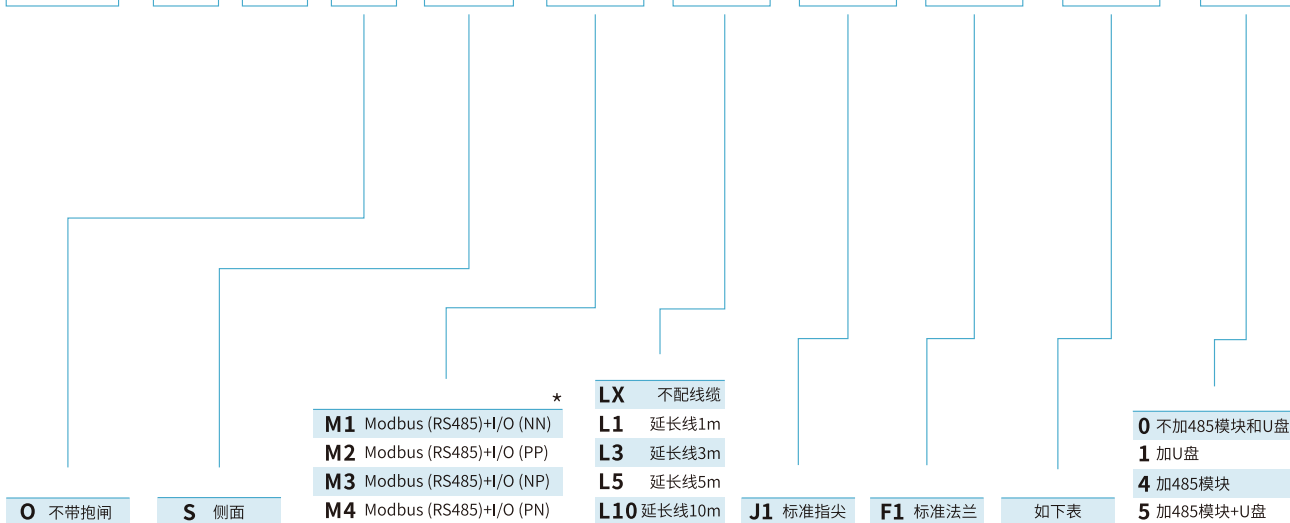 *
M1 Modbus (RS485)+I/O (NN)
M2 Modbus (RS485)+I/O (PP)
M3 Modbus (RS485)+I/O (NP)
M4 Modbus (RS485)+I/O (PN)
LX 不配线缆
L1 延长线1m
L3 延长线3m
L5 延长线5m
L10 延长线10m
0 不加485模块和U盘
1 加U盘
4 加485模块
5 加485模块+U盘
O 不带抱闸
S 侧面
J1 标准指尖
F1 标准法兰
如下表